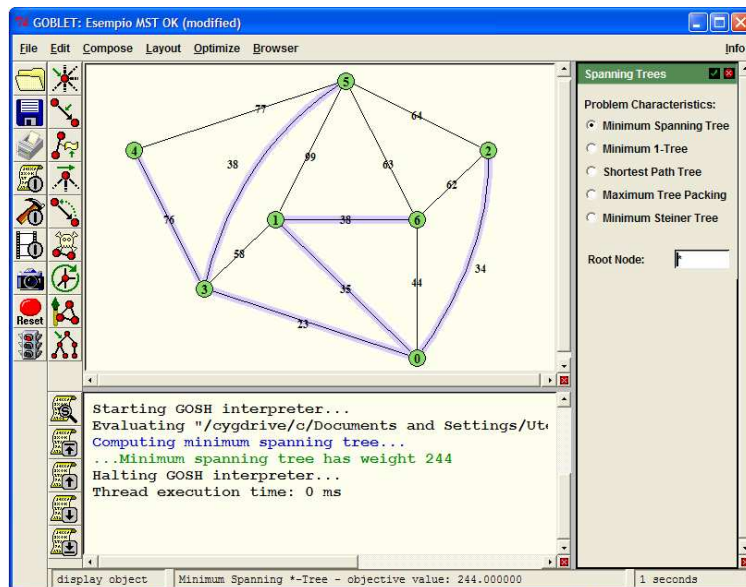 GOBLET: Esempio MST OK (modified)
File Edit Compose Layout Optimize Browser Info
Spanning Trees
Problem Characteristics:
Minimum Spanning Tree
Minimum 1-Tree
Shortest Path Tree
Maximum Tree Packing
Minimum Steiner Tree
Root Node: *
Reset
5
77
64
4
38
99
63
2
62
76
1
38
6
58
3
35
44
34
23
0
Starting GOSH interpreter...
Evaluating "/cygdrive/c/Documents and Settings/Ute
Computing minimum spanning tree...
...Minimum spanning tree has weight 244
Halting GOSH interpreter...
Thread execution time: 0 ms
display object
Minimum Spanning *-Tree - objective value: 244.000000
1 seconds